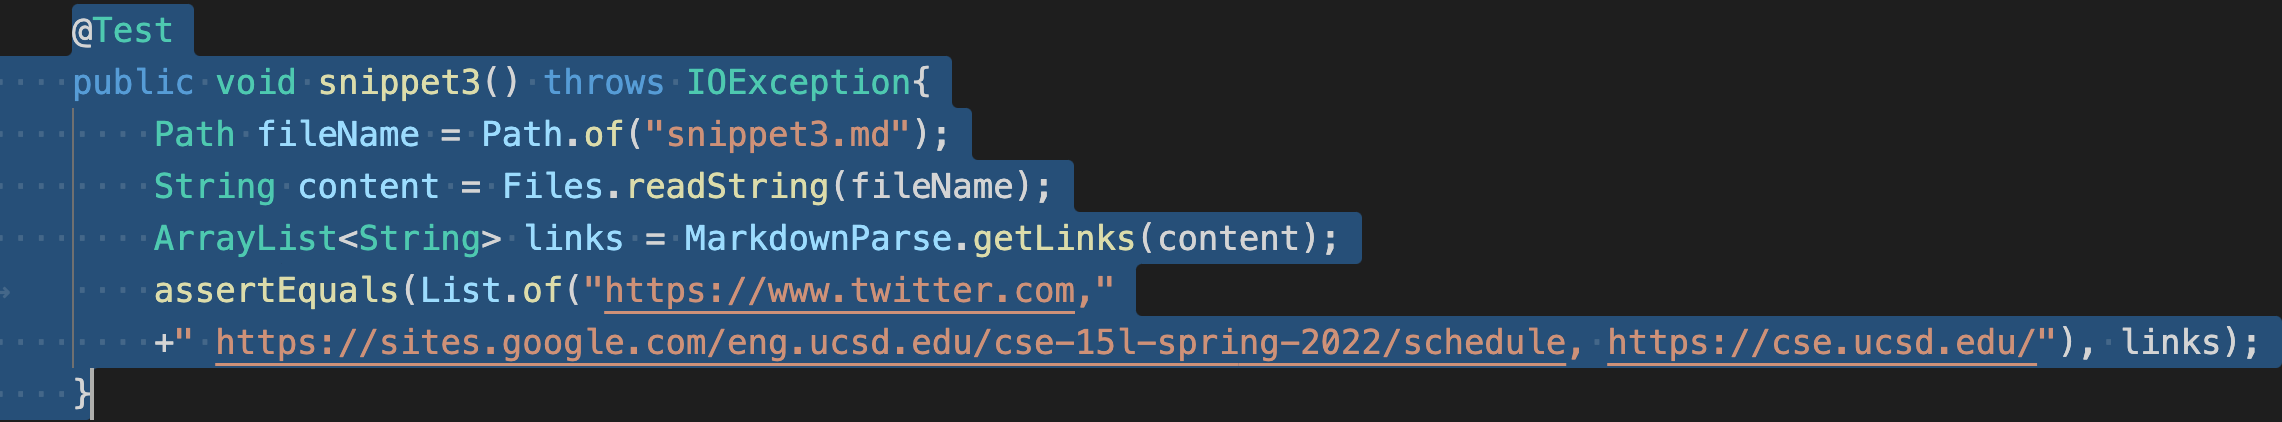 @Test
public void snippet3() throws IOException{
Path fileName = Path.of("snippet3.md");
String content = Files.readString(fileName);
ArrayList<String> links = MarkdownParse.getLinks(content);
assertEquals(List.of("https://www.twitter.com,"
+" https://sites.google.com/eng.ucsd.edu/cse-15l-spring-2022/schedule, https://cse.ucsd.edu/"), links);
}